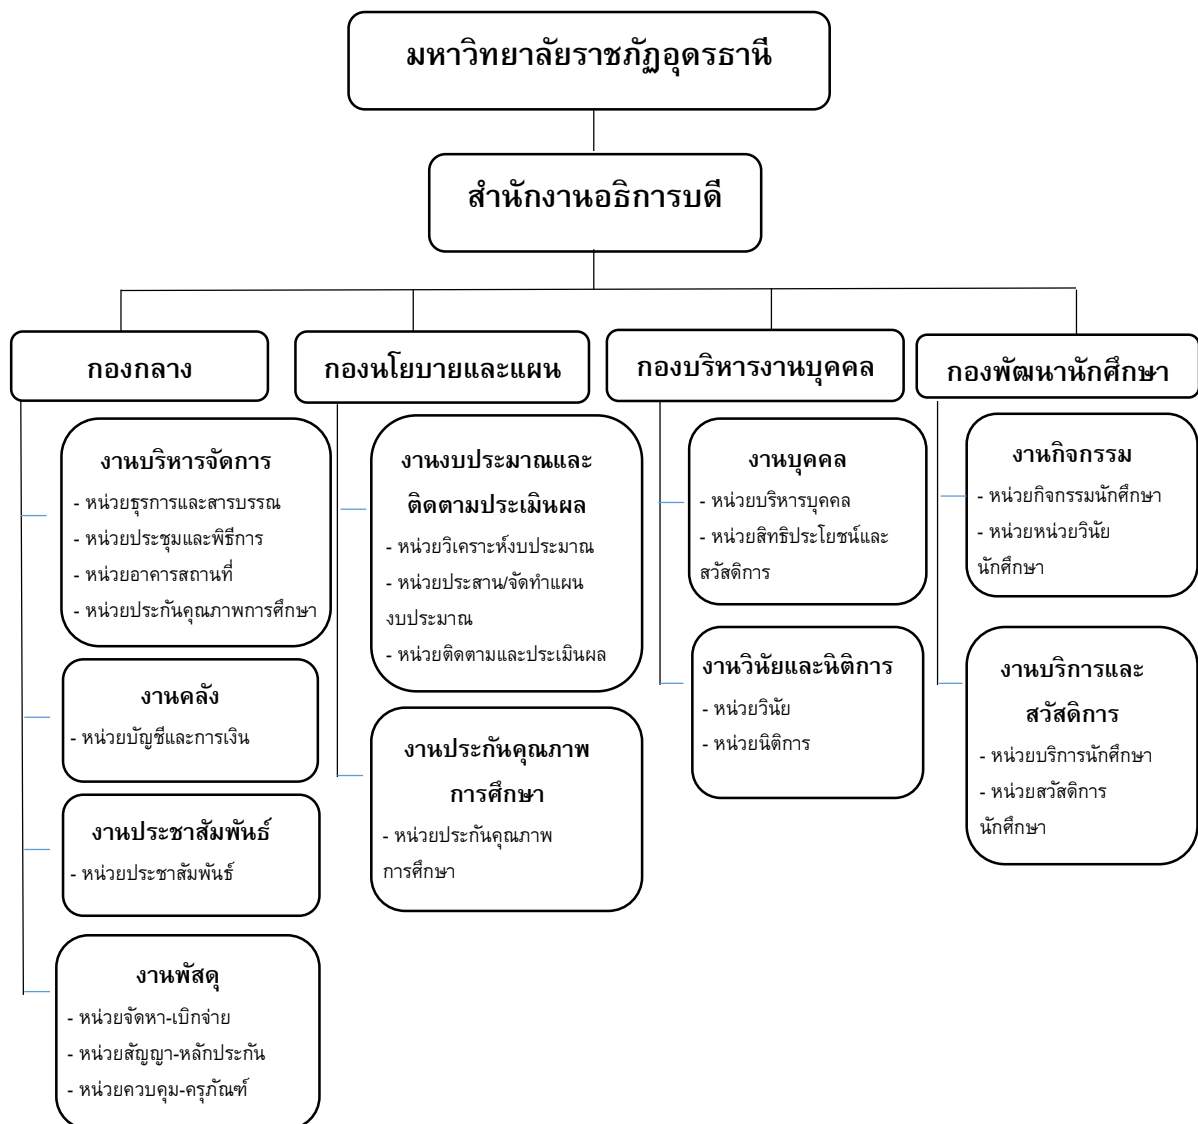 มหาวิทยาลัยราชภัฏอุดรธานี
สำนักงานอธิการบดี
กองกลาง
งานบริหารจัดการ
- หน่วยธุรการและสารบรรณ
- หน่วยประชุมและพิธีการ
- หน่วยอาคารสถานที่
- หน่วยประกันคุณภาพการศึกษา
งานคลัง
- หน่วยบัญชีและการเงิน
งานประชาสัมพันธ์
- หน่วยประชาสัมพันธ์
งานพัสดุ
- หน่วยจัดหา-เบิกจ่าย
- หน่วยสัญญา-หลักประกัน
- หน่วยควบคุม-ครุภัณฑ์
กองนโยบายและแผน
งานงบประมาณและ
ติดตามประเมินผล
- หน่วยวิเคราะห์งบประมาณ
- หน่วยประสาน/จัดทำแผน
งบประมาณ
- หน่วยติดตามและประเมินผล
งานประกันคุณภาพ
การศึกษา
- หน่วยประกันคุณภาพ
การศึกษา
กองบริหารงานบุคคล
งานบุคคล
- หน่วยบริหารบุคคล
- หน่วยสิทธิประโยชน์และ
สวัสดิการ
งานวินัยและนิติการ
- หน่วยวินัย
- หน่วยนิติการ
กองพัฒนานักศึกษา
งานกิจกรรม
- หน่วยกิจกรรมนักศึกษา
- หน่วยหน่วยวินัย
นักศึกษา
งานบริการและ
สวัสดิการ
- หน่วยบริการนักศึกษา
- หน่วยสวัสดิการ
นักศึกษา